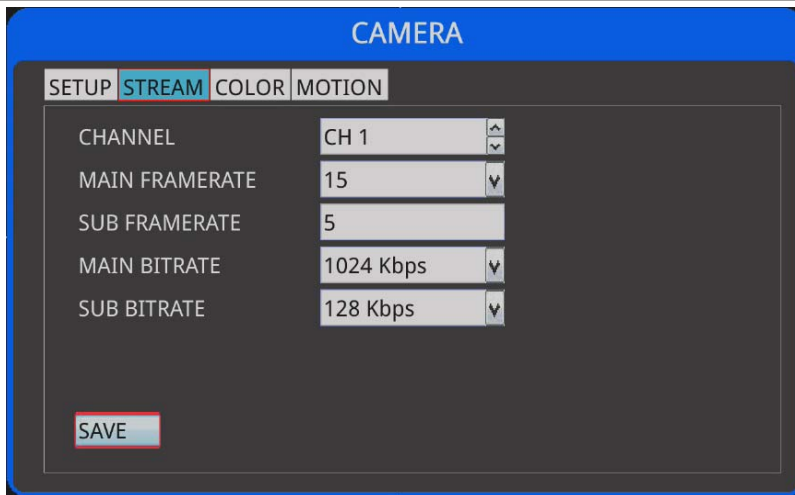 CAMERA
SETUP STREAM COLOR MOTION
CHANNEL CH 1
MAIN FRAMERATE 15
SUB FRAMERATE 5
MAIN BITRATE 1024 Kbps
SUB BITRATE 128 Kbps
SAVE